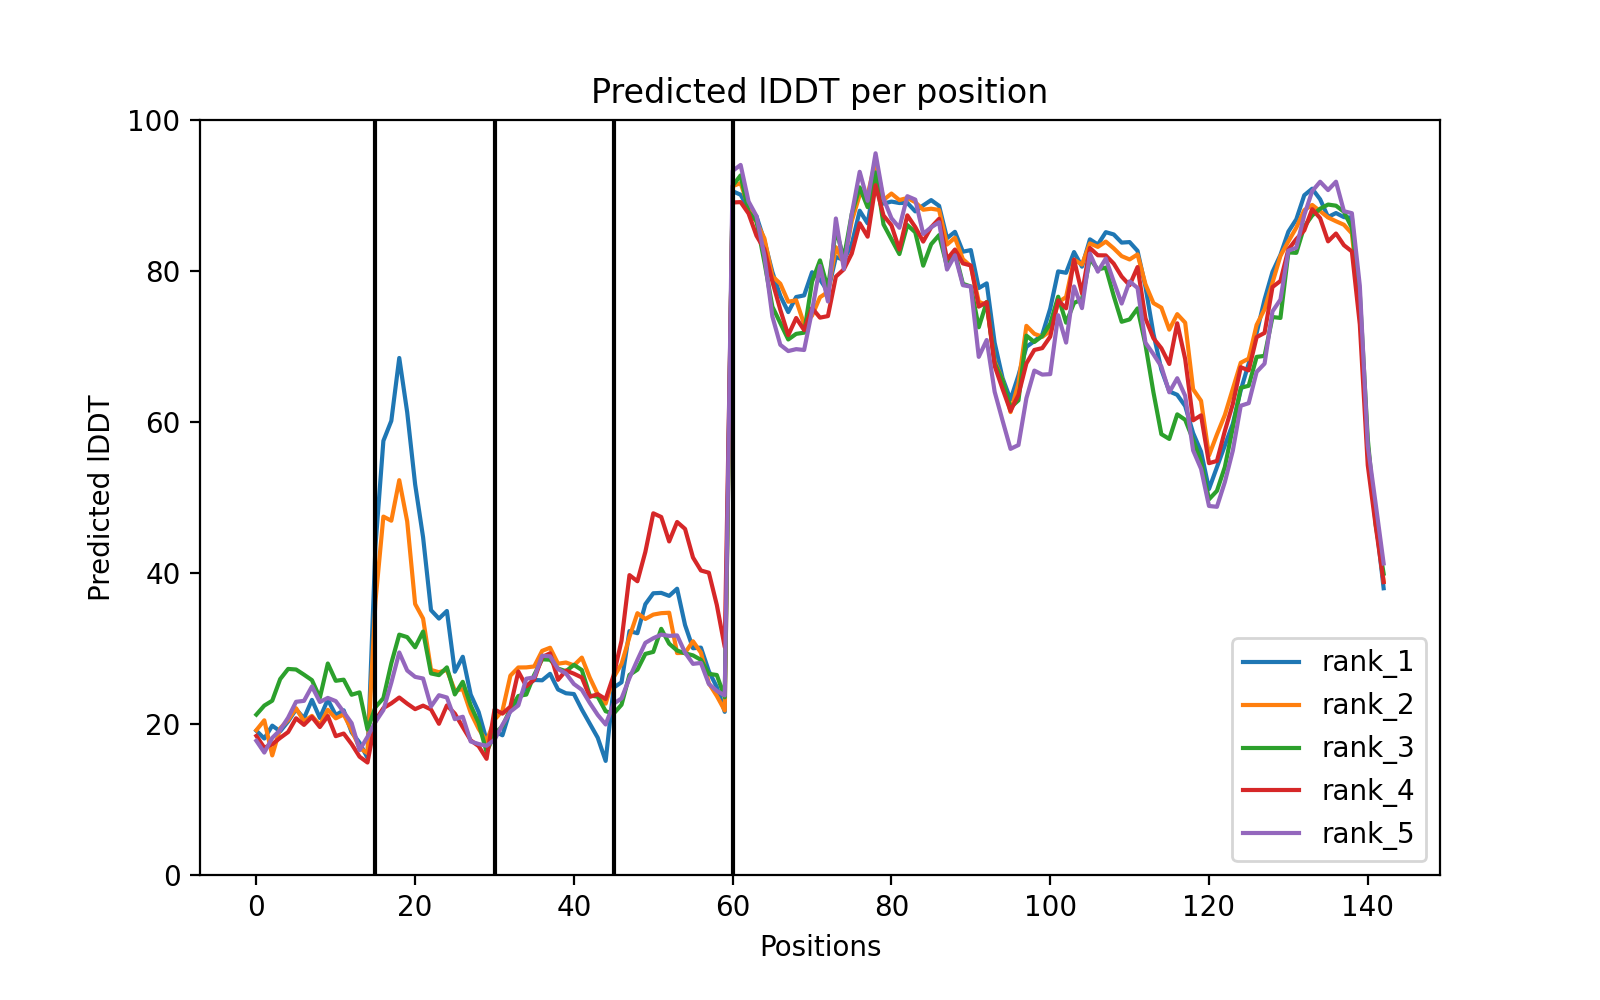 Predicted lDDT per position
100
80
60
40
20
0
Predicted lDDT
0 20 40 60 80 100 120 140
Positions
rank_1
rank_2
rank_3
rank_4
rank_5